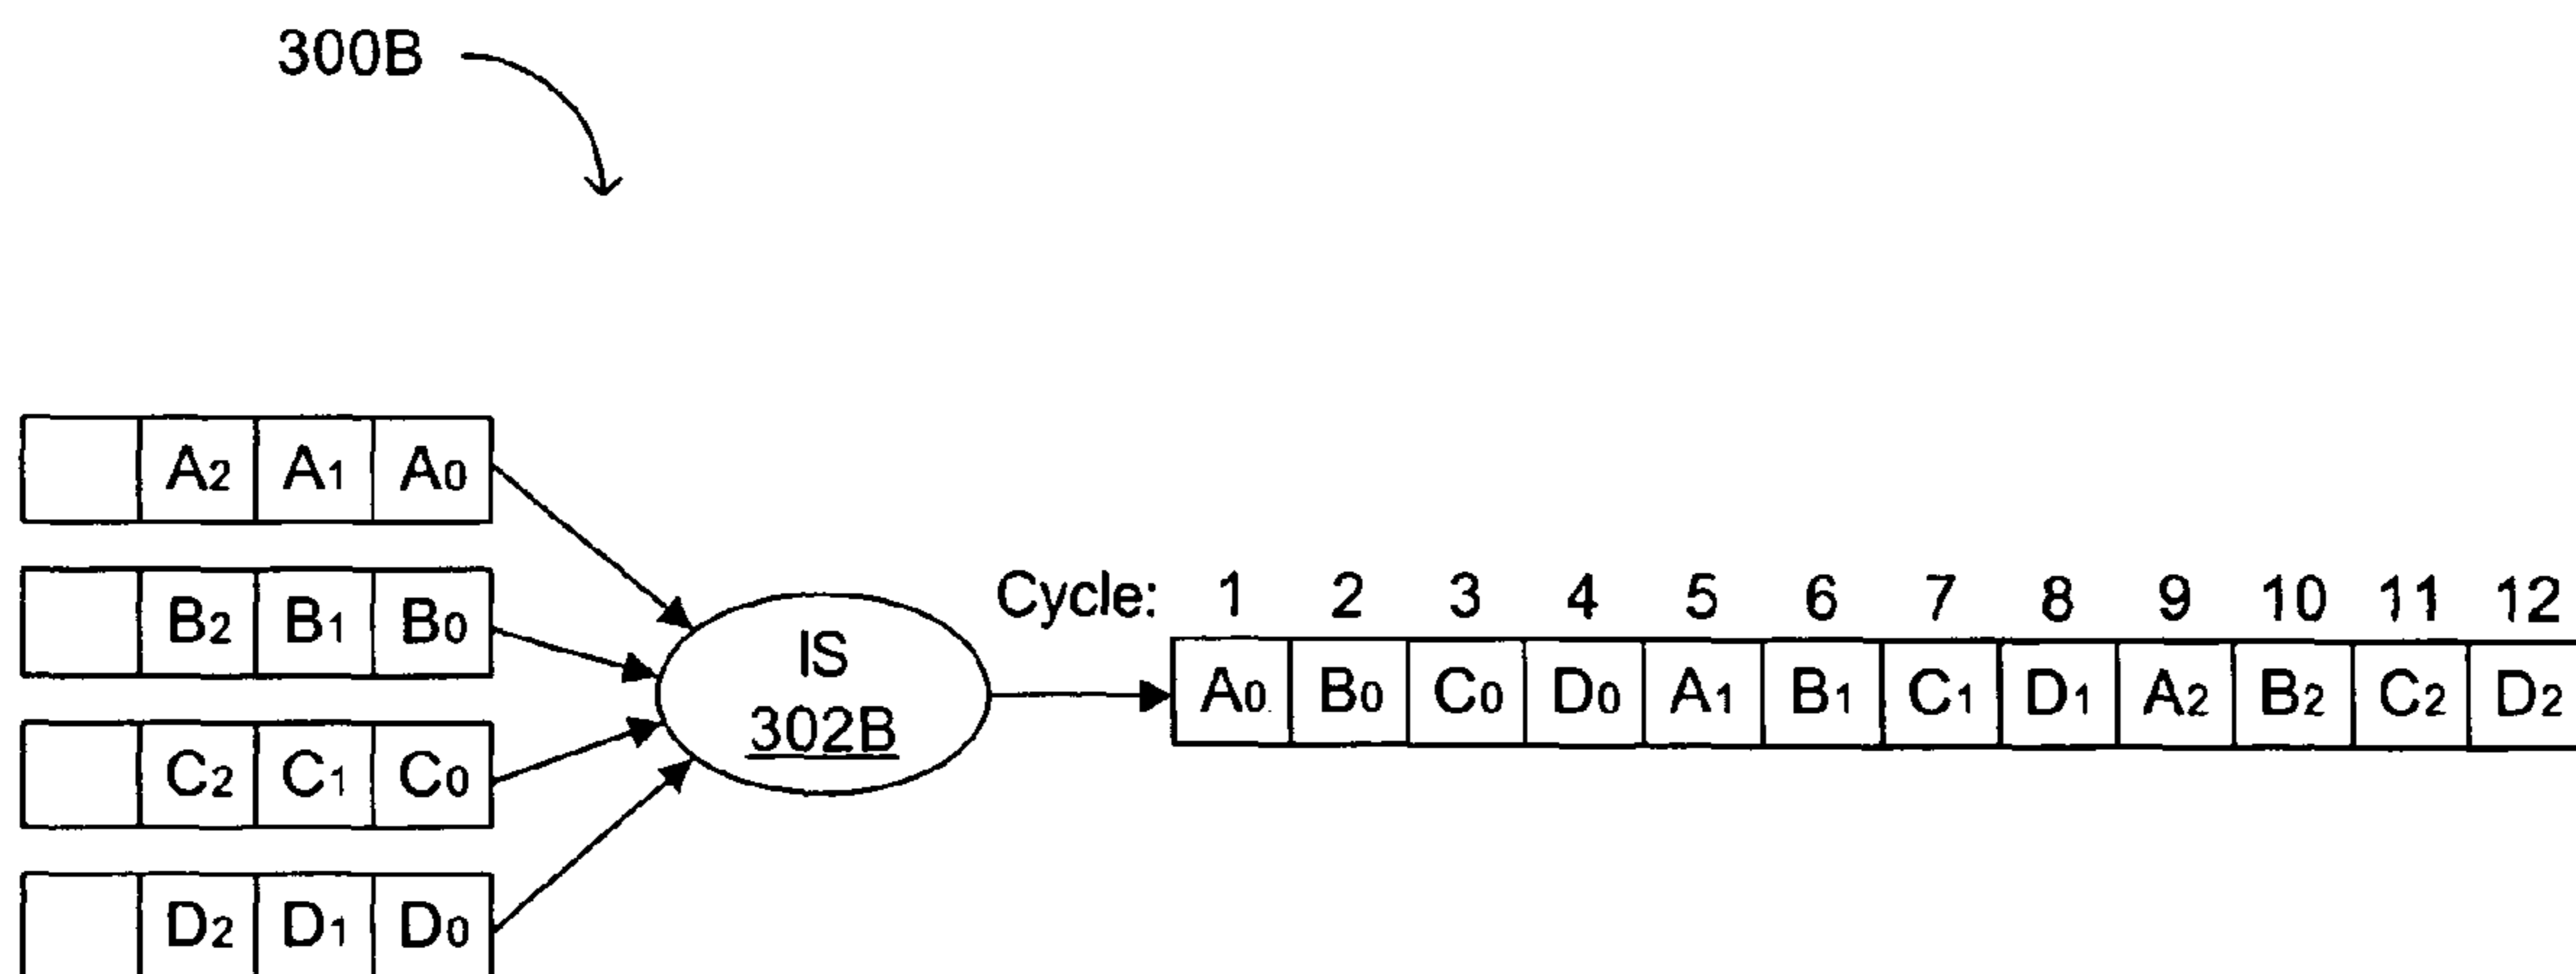 300B
A2 A1 A0
B2 B1 B0
C2 C1 C0
D2 D1 D0
IS
302B
Cycle: 1 2 3 4 5 6 7 8 9 10 11 12
A0 B0 C0 D0 A1 B1 C1 D1 A2 B2 C2 D2